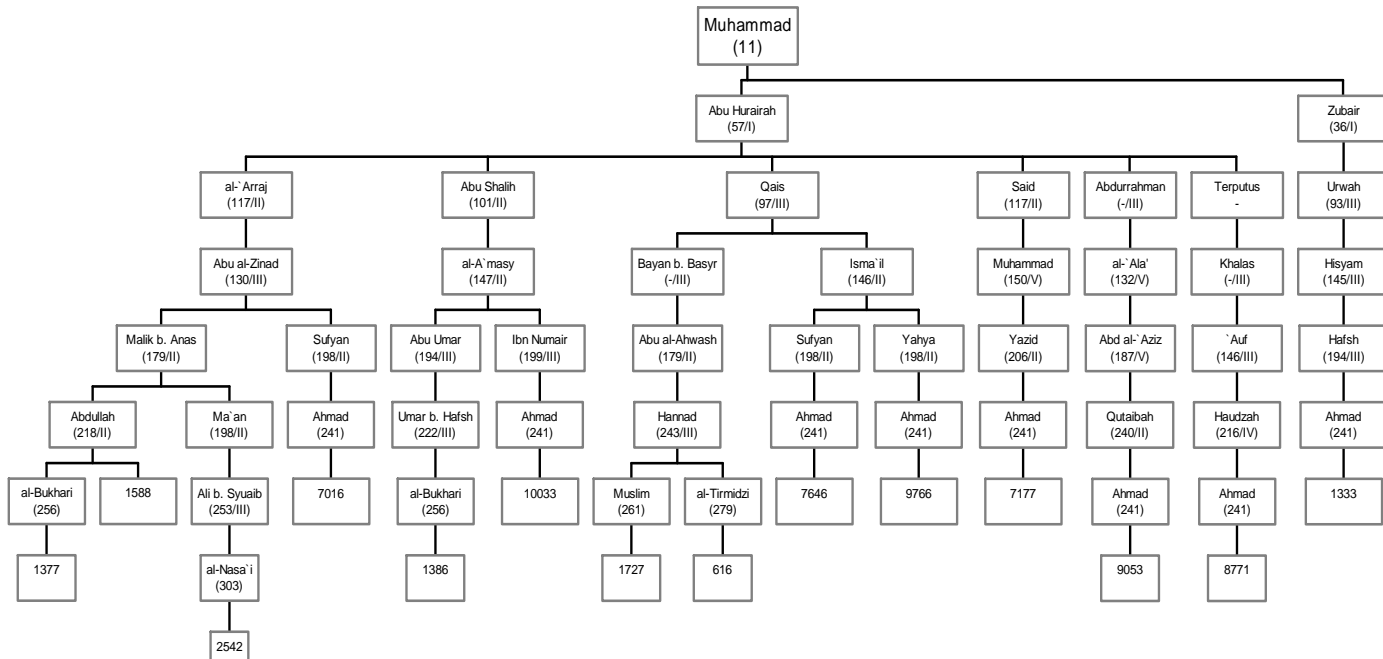 Muhammad
(11)
Abu Hurairah
(57/I)
Zubair
(36/I)
al-`Arraj
(117/II)
Abu Shalih
(101/II)
Qais
(97/III)
Said
(117/II)
Abdurrahman
(-/III)
Terputus
-
Urwah
(93/III)
Abu al-Zinad
(130/III)
al-A`masy
(147/II)
Bayan b. Basyr
(-/III)
Isma`il
(146/II)
Muhammad
(150/V)
al-`Ala'
(132/V)
Khalas
(-/III)
Hisyam
(145/III)
Malik b. Anas
(179/II)
Sufyan
(198/II)
Abu Umar
(194/III)
Ibn Numair
(199/III)
Abu al-Ahwash
(179/II)
Sufyan
(198/II)
Yahya
(198/II)
Yazid
(206/II)
Abd al-`Aziz
(187/V)
`Auf
(146/III)
Hafsh
(194/III)
Abdullah
(218/II)
Ma`an
(198/II)
Ahmad
(241)
Umar b. Hafsh
(222/III)
Ahmad
(241)
Hannad
(243/III)
Ahmad
(241)
Ahmad
(241)
Ahmad
(241)
Qutaibah
(240/II)
Haudzah
(216/IV)
Ahmad
(241)
al-Bukhari
(256)
1588
Ali b. Syuaib
(253/III)
7016
al-Bukhari
(256)
10033
Muslim
(261)
al-Tirmidzi
(279)
7646
9766
7177
Ahmad
(241)
Ahmad
(241)
1333
1377
al-Nasa`i
(303)
1386
1727
616
9053
8771
2542